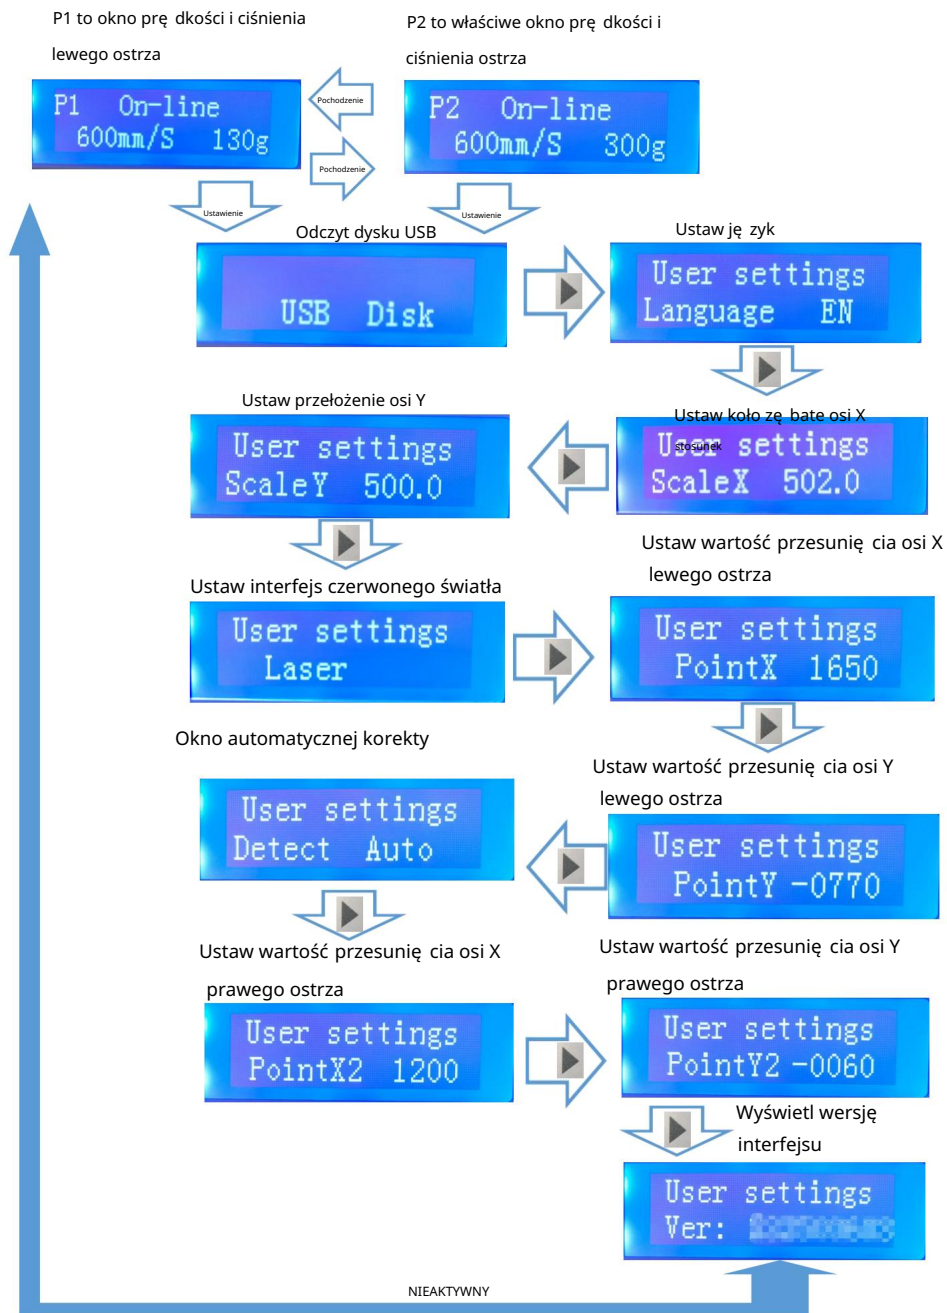 P1 to okno prę dkości i ciśnienia
lewego ostrza
P2 to właściwe okno prę dkości i
ciśnienia ostrza
P1 On-line
600mm/S 130g
Pochodzenie
Pochodzenie
P2 On-line
600mm/S 300g
Ustawienie
Ustawienie
Odczyt dysku USB
USB Disk
Ustaw ję zyk
User settings
Language EN
Ustaw koło zę bate osi X
stosunek
User settings
ScaleX 502.0
Ustaw przełożenie osi Y
User settings
ScaleY 500.0
Ustaw interfejs czerwonego światła
User settings
Laser
Ustaw wartość przesunię cia osi X
lewego ostrza
User settings
PointX 1650
Ustaw wartość przesunię cia osi Y
lewego ostrza
User settings
PointY -0770
Okno automatycznej korekty
User settings
Detect Auto
Ustaw wartość przesunię cia osi X
prawego ostrza
User settings
PointX2 1200
Ustaw wartość przesunię cia osi Y
prawego ostrza
User settings
PointY2 -0060
Wyświetl wersję
interfejsu
User settings
Ver:
NIEAKTYWNY